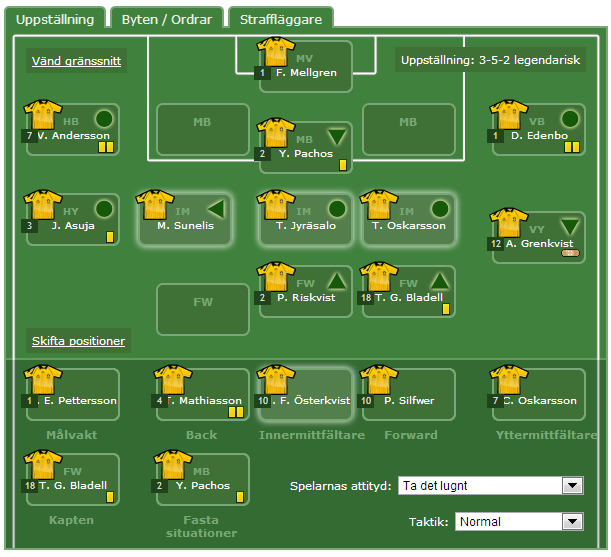 Uppställning Byten / Ordrar Straffläggare
Vänd gränssnitt
MV
1 F. Mellgren
Uppställning: 3-5-2 legendarisk
HB
7 V. Andersson
MB
MB
2 Y. Pachos
MB
VB
1 D. Edenbo
HY
3 J. Asuja
IM
M. Sunelis
IM
T. Jyräsalo
IM
T. Oskarsson
VY
12 A. Grenkvist
FW
FW
2 P. Riskvist
FW
18 T. G. Bladell
Skifta positioner
1 . E. Pettersson
Målvakt
4 T. Mathiasson
Back
10 . F. Österkvist
Innermittfältare
10 P. Silfwer
Forward
7 C. Oskarsson
Yttermittfältare
FW
18 T. G. Bladell
Kapten
MB
2 Y. Pachos
Fasta
situationer
Spelarnas attityd: Ta det lugnt
Taktik: Normal